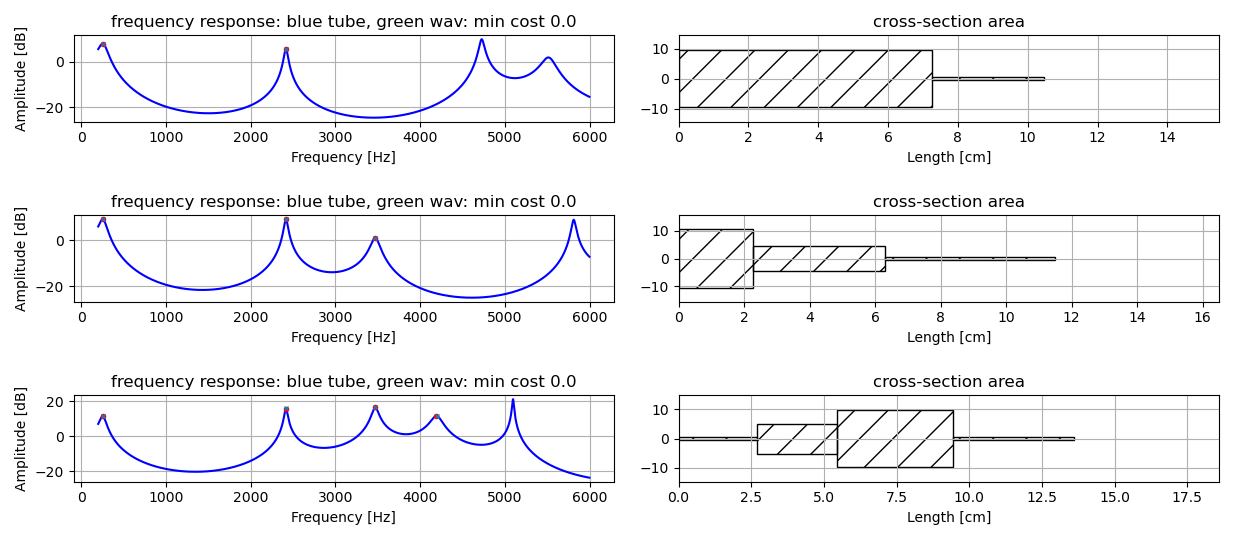 frequency response: blue tube, green wav: min cost 0.0
Amplitude [dB]
0
−20
0 1000 2000 3000 4000 5000 6000
Frequency [Hz]
cross-section area
10
0
−10
0 2 4 6 8 10 12 14
Length [cm]
frequency response: blue tube, green wav: min cost 0.0
Amplitude [dB]
0
−20
0 1000 2000 3000 4000 5000 6000
Frequency [Hz]
cross-section area
10
0
−10
0 2 4 6 8 10 12 14 16
Length [cm]
frequency response: blue tube, green wav: min cost 0.0
Amplitude [dB]
20
0
−20
0 1000 2000 3000 4000 5000 6000
Frequency [Hz]
cross-section area
10
0
−10
0.0 2.5 5.0 7.5 10.0 12.5 15.0 17.5
Length [cm]